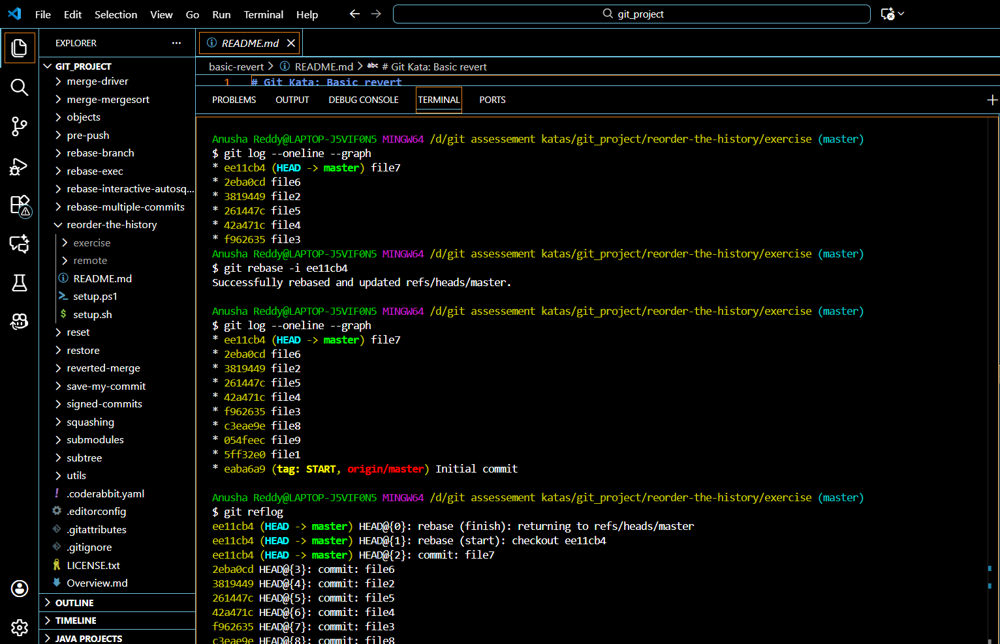 File Edit Selection View Go Run Terminal Help
git_project
EXPLORER
GIT_PROJECT
merge-driver
merge-mergesort
objects
pre-push
rebase-branch
rebase-exec
rebase-interactive-autosq...
rebase-multiple-commits
reorder-the-history
exercise
remote
README.md
setup.ps1
setup.sh
reset
restore
reverted-merge
save-my-commit
signed-commits
squashing
submodules
subtree
utils
.coderabbit.yaml
.editorconfig
.gitattributes
.gitignore
LICENSE.txt
Overview.md
OUTLINE
TIMELINE
JAVA PROJECTS
README.md
basic-revert > README.md > abc # Git Kata: Basic revert
1 # Git Kata: Basic revert
PROBLEMS OUTPUT DEBUG CONSOLE TERMINAL PORTS
Anusha Reddy@LAPTOP-J5VIF0N5 MINGW64 /d/git assessment katas/git_project/reorder-the-history/exercise (master)
$ git log --oneline --graph
* ee11cb4 (HEAD -> master) file7
* 2eba0cd file6
* 3819449 file2
* 261447c file5
* 42a471c file4
* f962635 file3
Anusha Reddy@LAPTOP-J5VIF0N5 MINGW64 /d/git assessment katas/git_project/reorder-the-history/exercise (master)
$ git rebase -i ee11cb4
Successfully rebased and updated refs/heads/master.
Anusha Reddy@LAPTOP-J5VIF0N5 MINGW64 /d/git assessment katas/git_project/reorder-the-history/exercise (master)
$ git log --oneline --graph
* ee11cb4 (HEAD -> master) file7
* 2eba0cd file6
* 3819449 file2
* 261447c file5
* 42a471c file4
* f962635 file3
* c3eae9e file8
* 054feec file9
* 5ff32e0 file1
* eaba6a9 (tag: START, origin/master) Initial commit
Anusha Reddy@LAPTOP-J5VIF0N5 MINGW64 /d/git assessment katas/git_project/reorder-the-history/exercise (master)
$ git reflog
ee11cb4 (HEAD -> master) HEAD@{0}: rebase (finish): returning to refs/heads/master
ee11cb4 (HEAD -> master) HEAD@{1}: rebase (start): checkout ee11cb4
ee11cb4 (HEAD -> master) HEAD@{2}: commit: file7
2eba0cd HEAD@{3}: commit: file6
3819449 HEAD@{4}: commit: file2
261447c HEAD@{5}: commit: file5
42a471c HEAD@{6}: commit: file4
f962635 HEAD@{7}: commit: file3
c3eae9e HEAD@{8}: commit: file8